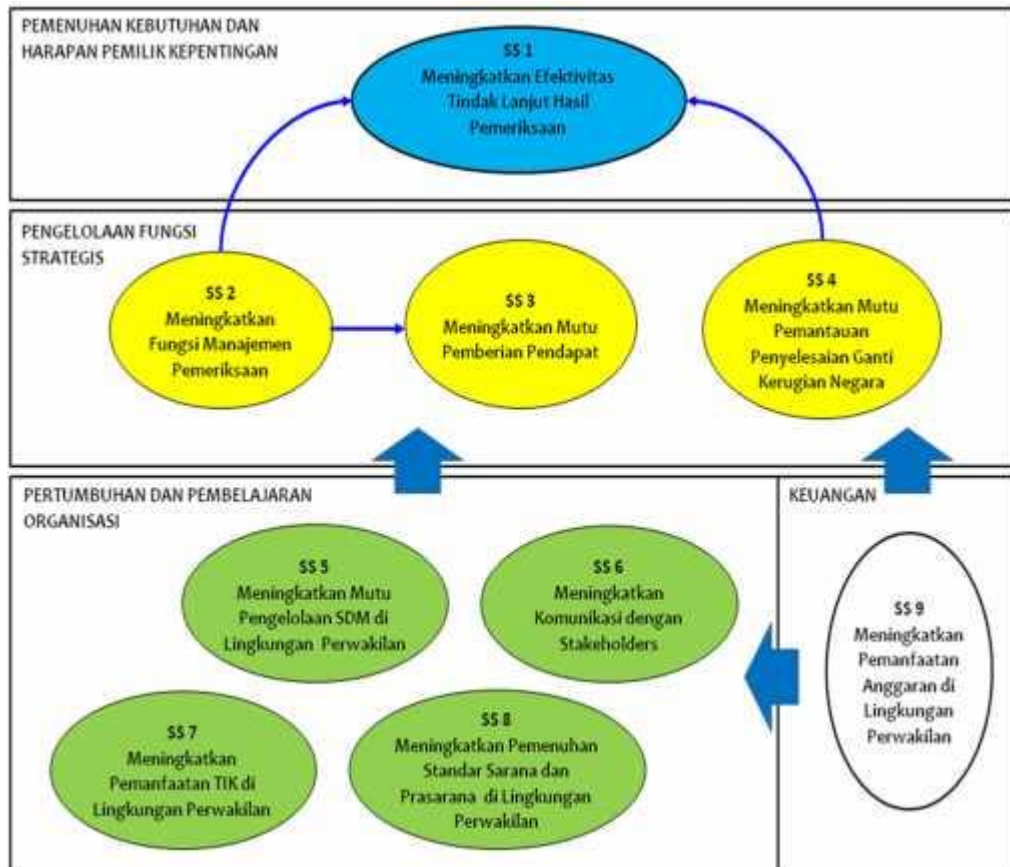 PEMENUHAN KEBUTUHAN DAN
HARAPAN PEMILIK KEPENTINGAN
SS 1
Meningkatkan Efektivitas
Tindak Lanjut Hasil
Pemeriksaan
PENGELOLAAN FUNGSI
STRATEGIS
SS 2
Meningkatkan
Fungsi Manajemen
Pemeriksaan
SS 3
Meningkatkan Mutu
Pemberian Pendapat
SS 4
Meningkatkan Mutu
Pemantauan
Penyelesaian Ganti
Kerugian Negara
PERTUMBUHAN DAN PEMBELAJARAN
ORGANISASI
SS 5
Meningkatkan Mutu
Pengelolaan SDM di
Lingkungan Perwakilan
SS 6
Meningkatkan
Komunikasi dengan
Stakeholders
SS 7
Meningkatkan
Pemanfaatan TIK di
Lingkungan Perwakilan
SS 8
Meningkatkan Pemenuhan
Standar Sarana dan
Prasarana di Lingkungan
Perwakilan
KEUANGAN
SS 9
Meningkatkan
Pemanfaatan
Anggaran di
Lingkungan
Perwakilan